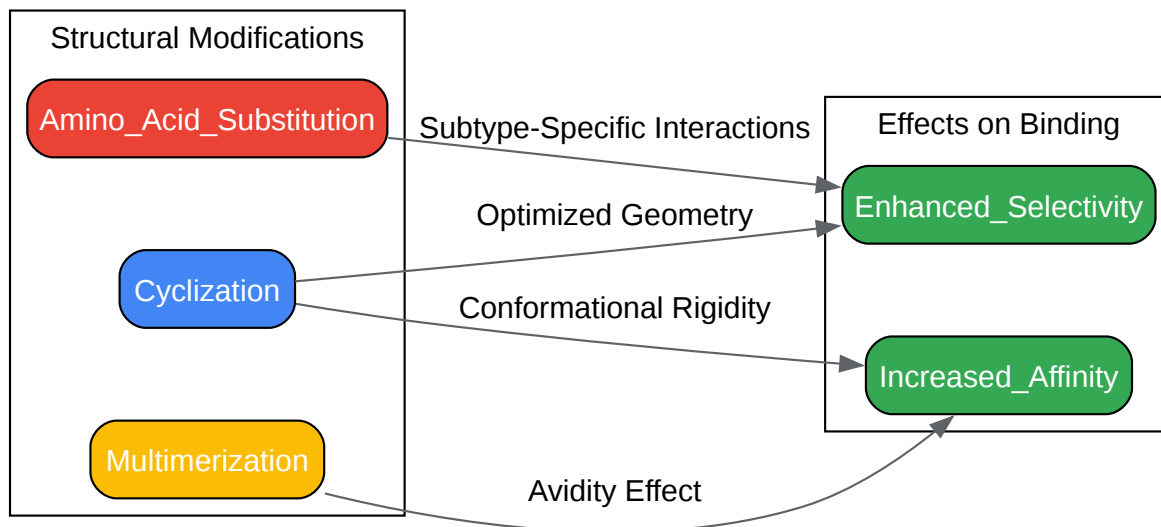 Structural Modifications
Amino_Acid_Substitution
Cyclization
Multimerization
Subtype-Specific Interactions
Optimized Geometry
Conformational Rigidity
Avidity Effect
Effects on Binding
Enhanced_Selectivity
Increased_Affinity